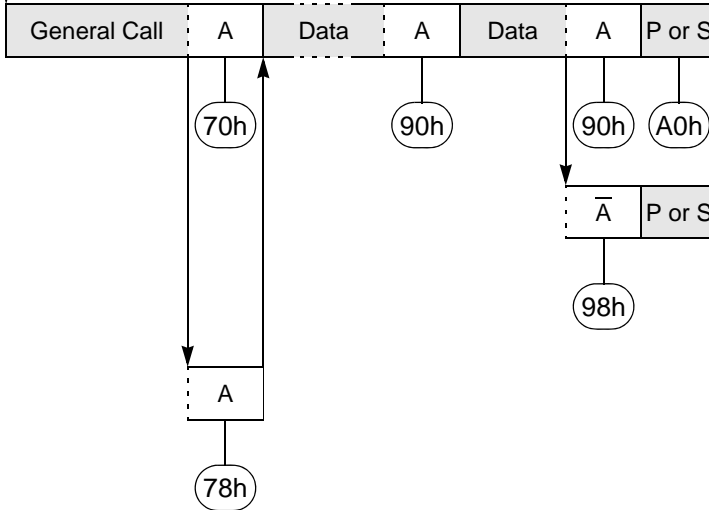 General Call A Data A Data A P or S
70h 90h 90h A0h
Ā P or S
98h
A
78h